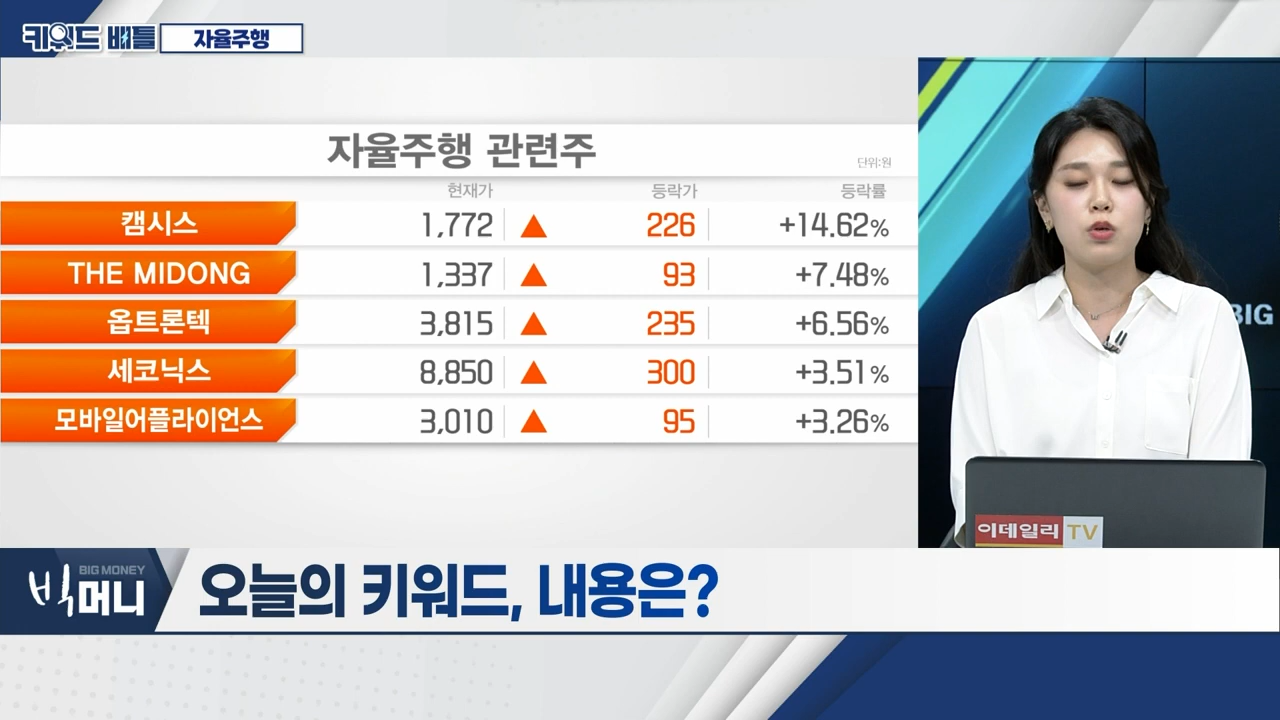 키워드 배틀 자율주행
자율주행 관련주
단위:원
현재가 등락가 등락률
캠시스 1,772 ▲ 226 +14.62%
THE MIDONG 1,337 ▲ 93 +7.48%
옵트론텍 3,815 ▲ 235 +6.56%
세코닉스 8,850 ▲ 300 +3.51%
모바일어플라이언스 3,010 ▲ 95 +3.26%
BIG
이데일리 TV
BIG MONEY
빅머니
오늘의 키워드, 내용은?